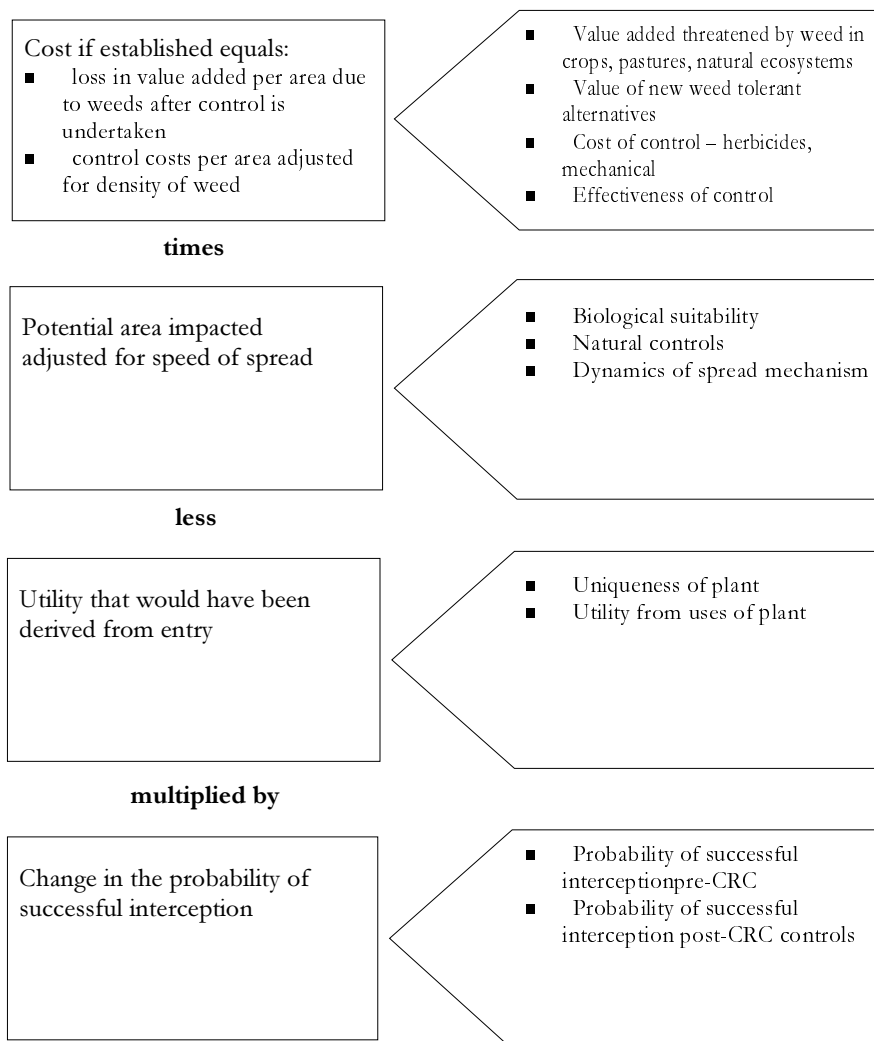 Cost if established equals:
■ loss in value added per area due
to weeds after control is
undertaken
■ control costs per area adjusted
for density of weed
■ Value added threatened by weed in
crops, pastures, natural ecosystems
■ Value of new weed tolerant
alternatives
■ Cost of control – herbicides,
mechanical
■ Effectiveness of control
times
Potential area impacted
adjusted for speed of spread
■ Biological suitability
■ Natural controls
■ Dynamics of spread mechanism
less
Utility that would have been
derived from entry
■ Uniqueness of plant
■ Utility from uses of plant
multiplied by
Change in the probability of
successful interception
■ Probability of successful
interceptionpre-CRC
■ Probability of successful
interception post-CRC controls